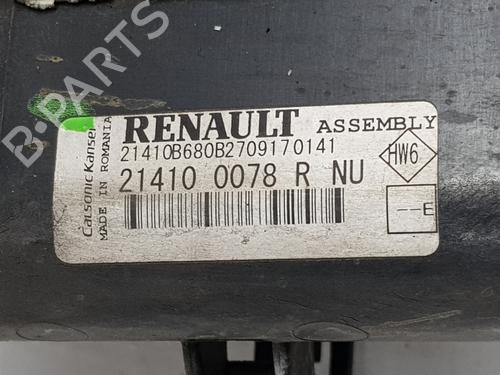 RENAULT ASSEMBLY
21410B680B2709170141
21410 0078 R NU
HW6
--E
Calsonic Kansei
MADE IN ROMANIA
B-PARTS